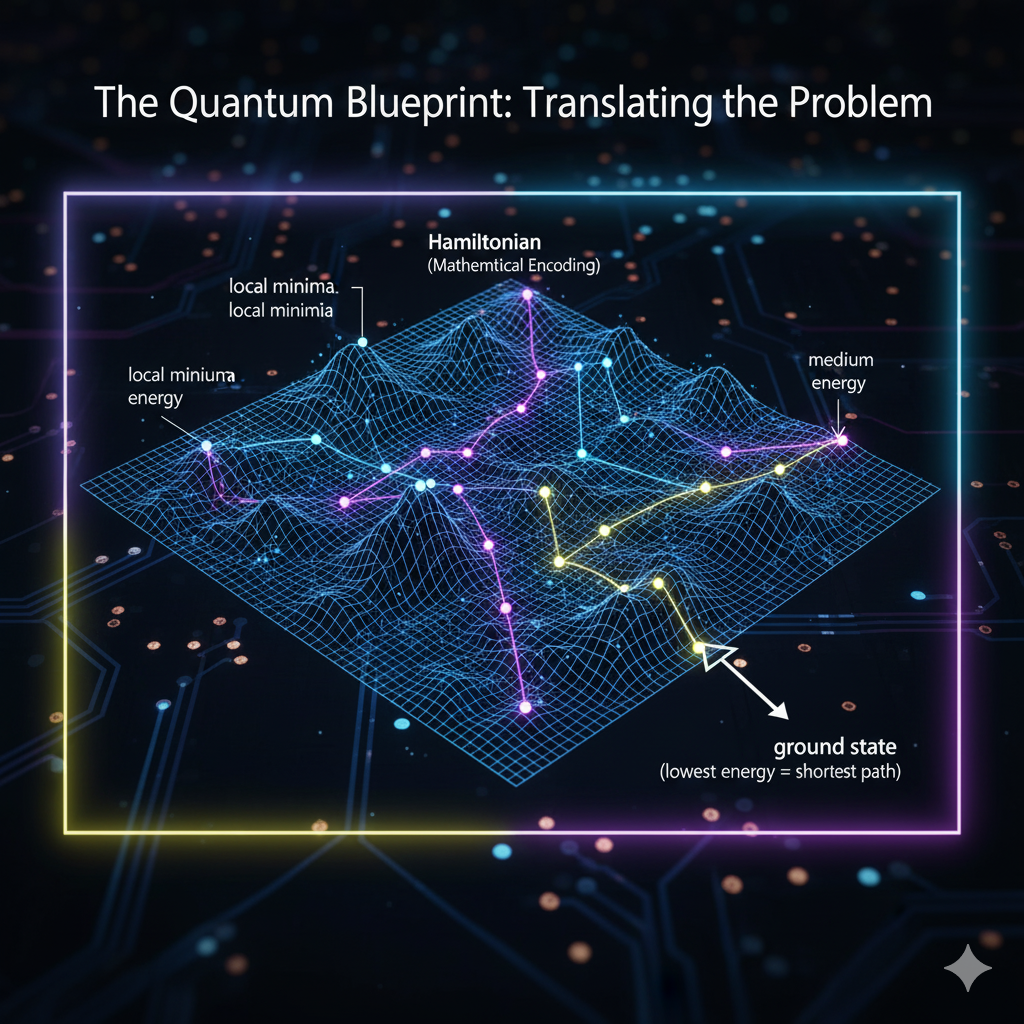 The Quantum Blueprint: Translating the Problem
Hamiltonian
(Mathemtical Encoding)
local minima.
local minimia
local miniuma
energy
medium
energy
ground state
(lowest energy = shortest path)